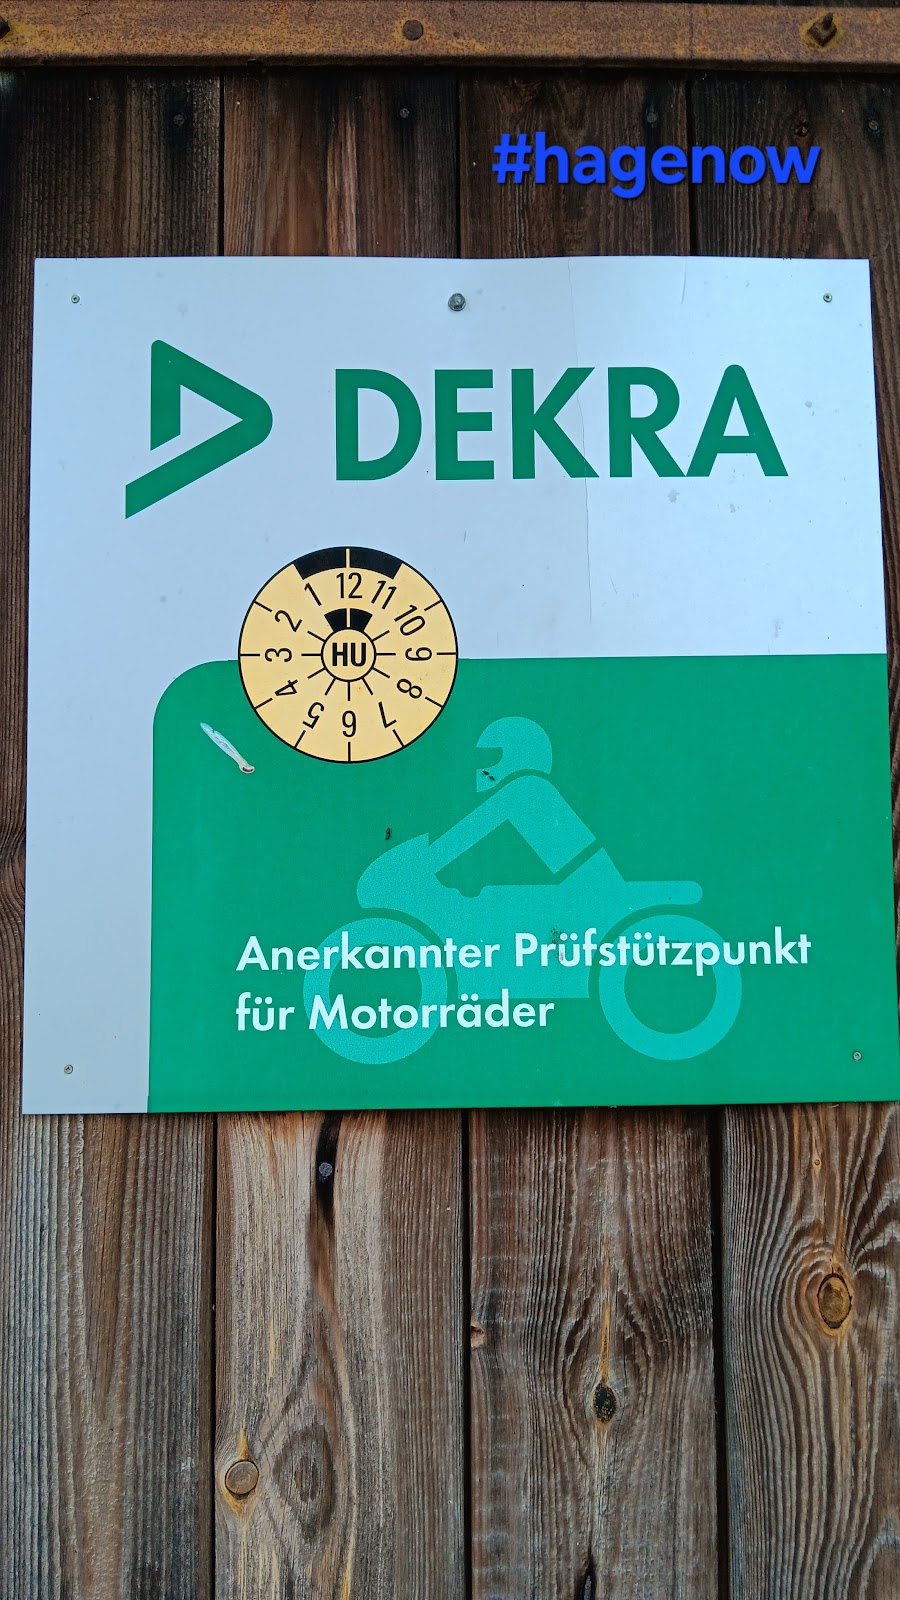 #hagenow
DEKRA
1 12 11
2 10
3 HU 9
4 8
5 6 7
Anerkannter Prüfstützpunkt
für Motorräder